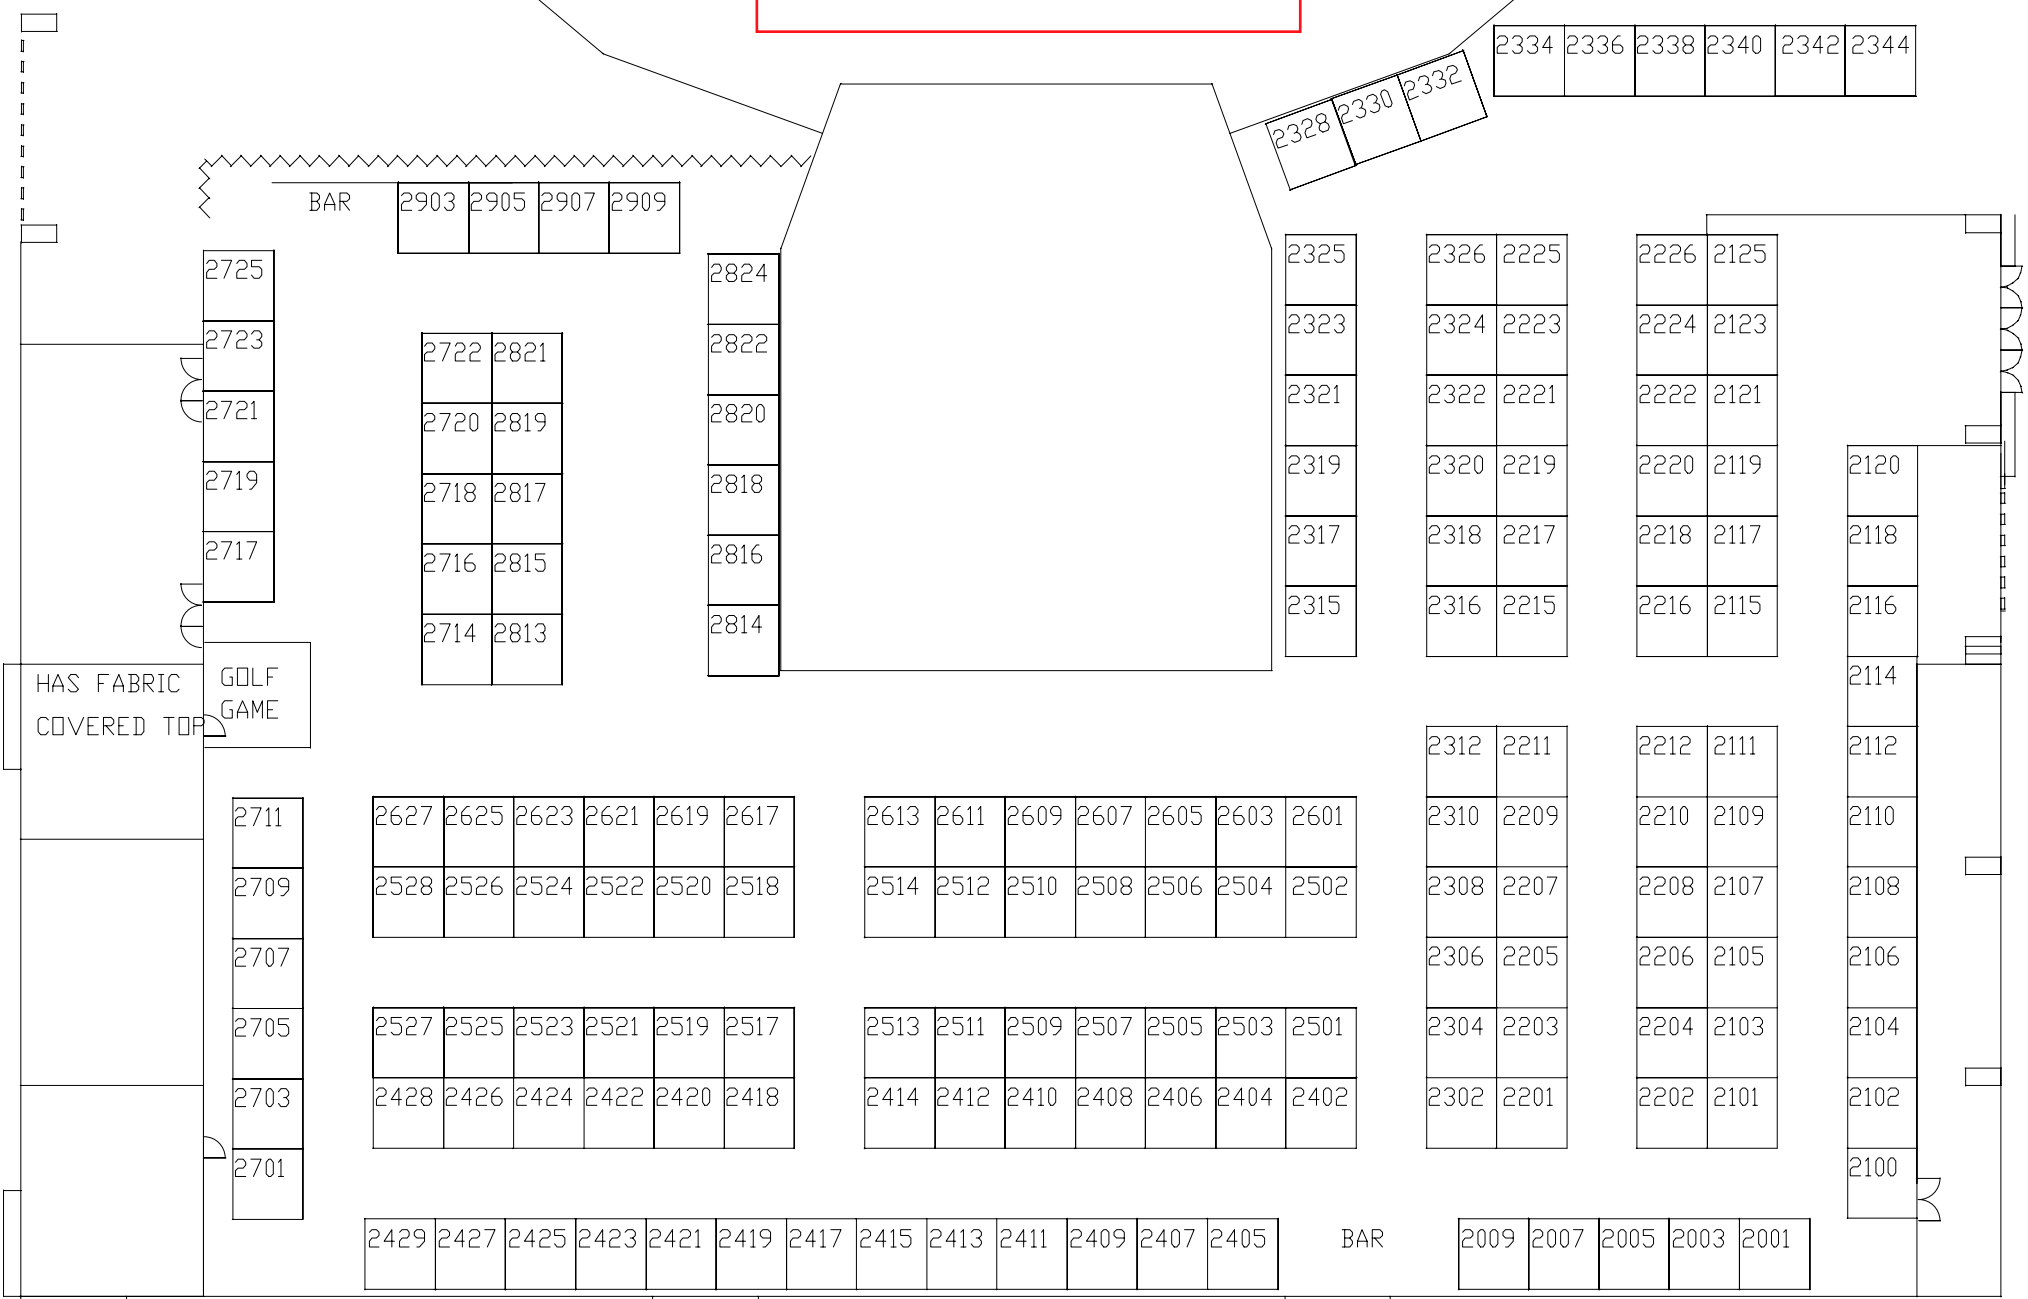 2334 2336 2338 2340 2342 2344
2328 2330 2332
BAR 2903 2905 2907 2909
2725 2824 2325 2326 2225 2226 2125
2723 2722 2821 2822 2323 2324 2223 2224 2123
2721 2720 2819 2820 2321 2322 2221 2222 2121
2719 2718 2817 2818 2319 2320 2219 2220 2119 2120
2717 2716 2815 2816 2317 2318 2217 2218 2117 2118
2714 2813 2814 2315 2316 2215 2216 2115 2116
HAS FABRIC
COVERED TOP
GOLF
GAME
2114
2312 2211 2212 2111 2112
2711 2627 2625 2623 2621 2619 2617 2613 2611 2609 2607 2605 2603 2601 2310 2209 2210 2109 2110
2709 2528 2526 2524 2522 2520 2518 2514 2512 2510 2508 2506 2504 2502 2308 2207 2208 2107 2108
2707 2306 2205 2206 2105 2106
2705 2527 2525 2523 2521 2519 2517 2513 2511 2509 2507 2505 2503 2501 2304 2203 2204 2103 2104
2703 2428 2426 2424 2422 2420 2418 2414 2412 2410 2408 2406 2404 2402 2302 2201 2202 2101 2102
2701 2100
2429 2427 2425 2423 2421 2419 2417 2415 2413 2411 2409 2407 2405 BAR 2009 2007 2005 2003 2001